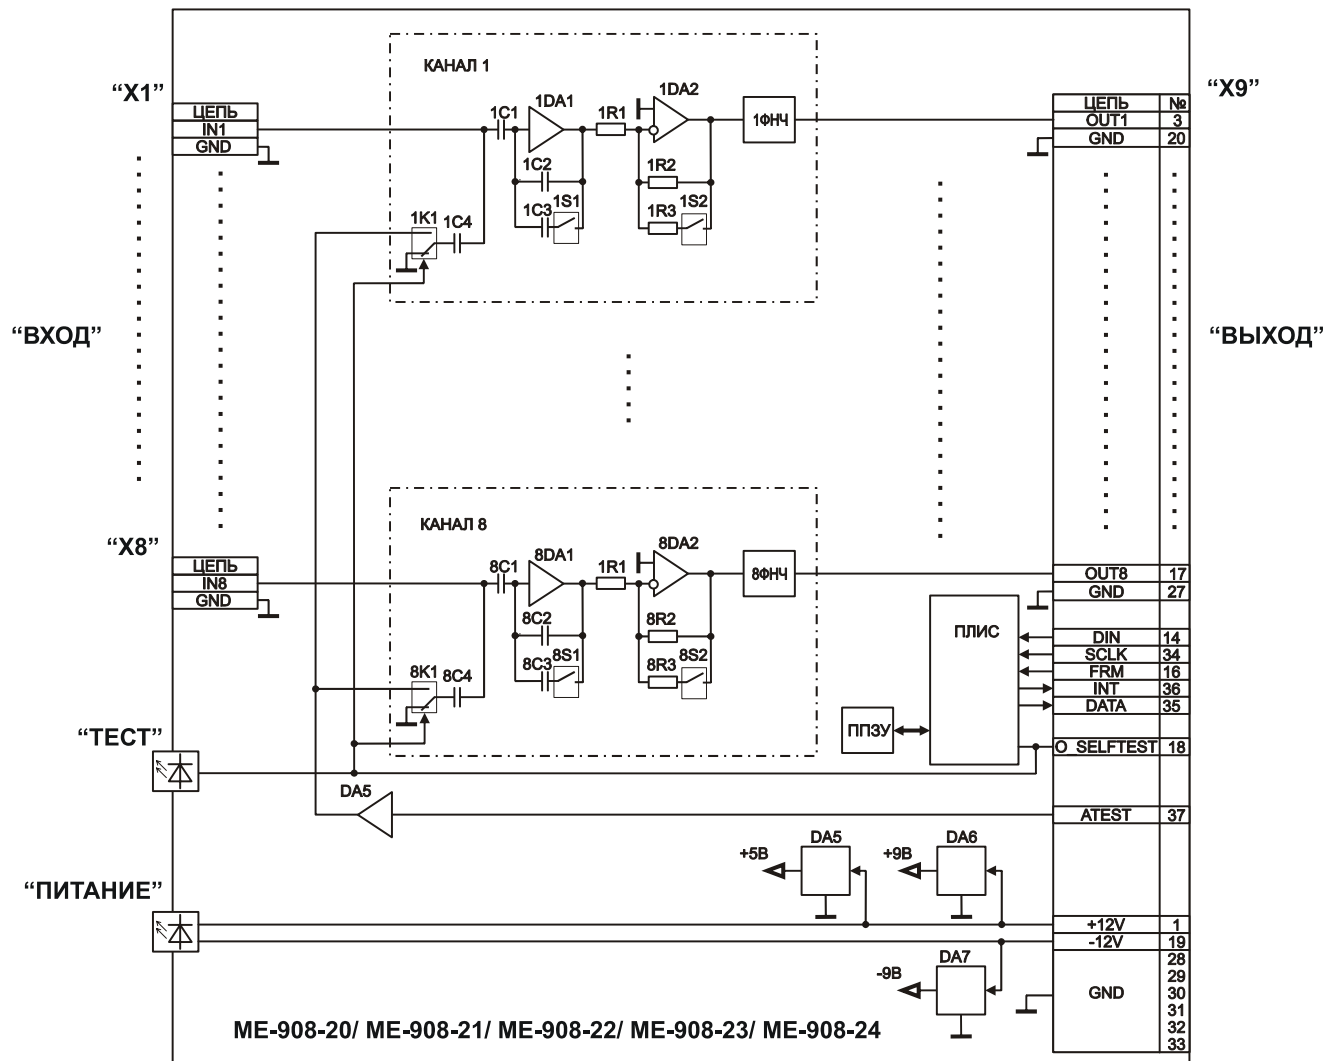 “X1”
ЦЕПЬ
IN1
GND
КАНАЛ 1
1C1
1DA1
1R1
1DA2
1ФНЧ
1C2
1C3
1S1
1R2
1R3
1S2
1K1
1C4
“X9”
ЦЕПЬ №
OUT1 3
GND 20
“ВХОД”
“ВЫХОД”
“X8”
ЦЕПЬ
IN8
GND
КАНАЛ 8
8C1
8DA1
1R1
8DA2
8ФНЧ
8C2
8C3
8S1
8R2
8R3
8S2
8K1
8C4
OUT8 17
GND 27
ПЛИС
ППЗУ
DIN 14
SCLK 34
FRM 16
INT 36
DATA 35
O_SELFTEST 18
“ТЕСТ”
DA5
ATEST 37
+5В
DA5
+9В
DA6
“ПИТАНИЕ”
+12V 1
-12V 19
-9В
DA7
GND
28
29
30
31
32
33
МЕ-908-20/ МЕ-908-21/ МЕ-908-22/ МЕ-908-23/ МЕ-908-24